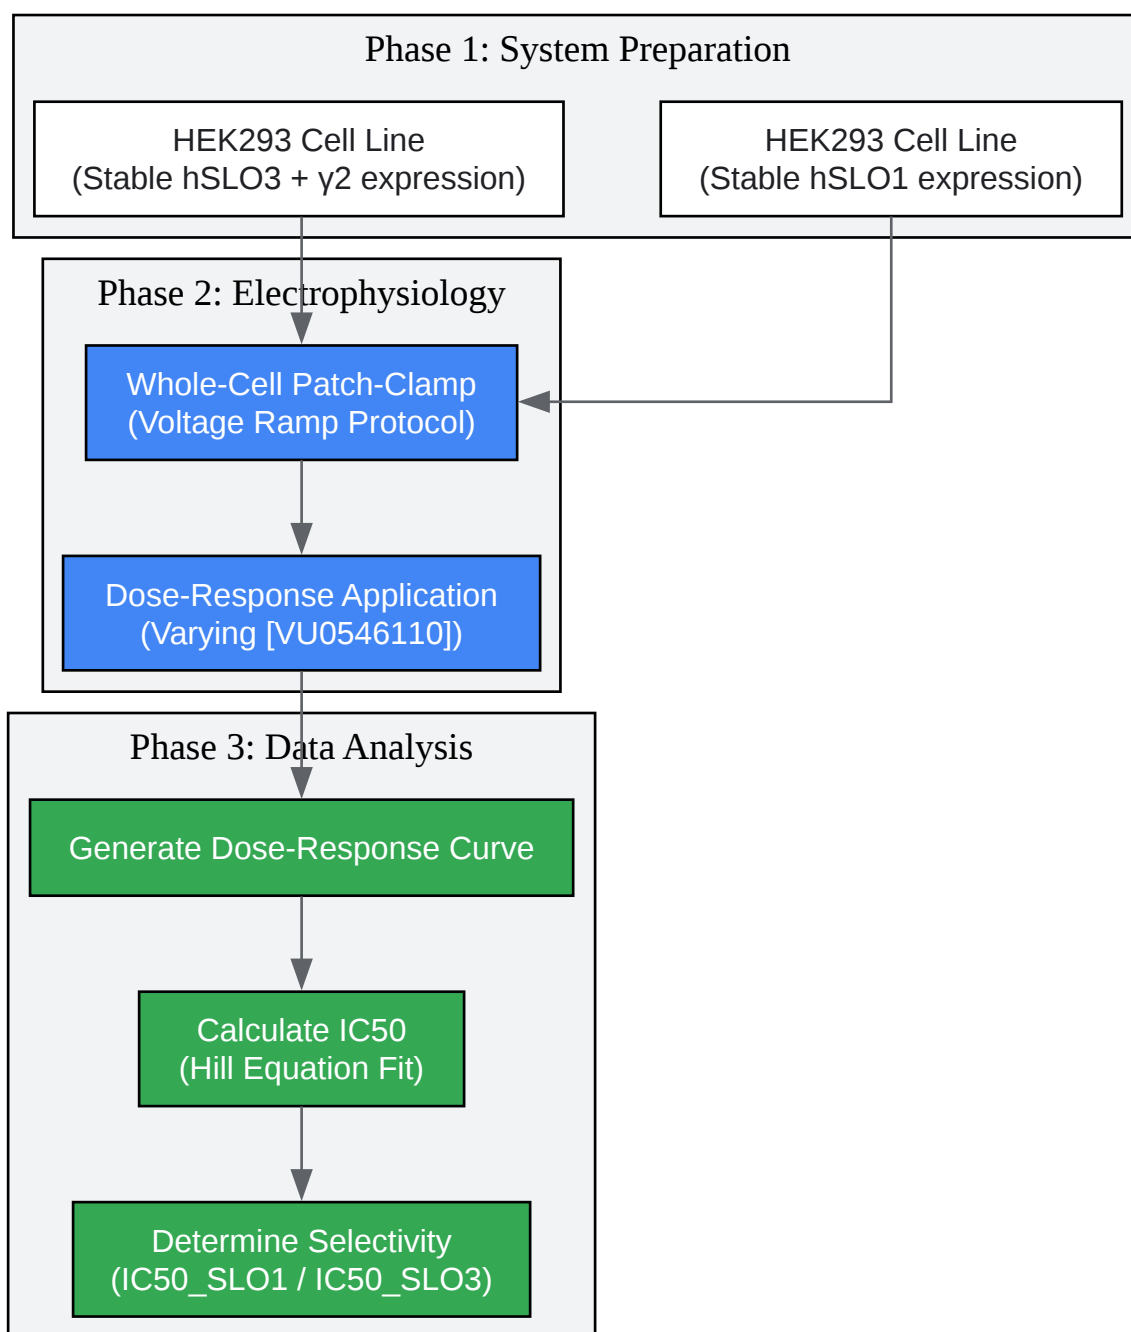 Phase 1: System Preparation
HEK293 Cell Line
(Stable hSLO3 + γ2 expression)
HEK293 Cell Line
(Stable hSLO1 expression)
Phase 2: Electrophysiology
Whole-Cell Patch-Clamp
(Voltage Ramp Protocol)
Dose-Response Application
(Varying [VU0546110])
Phase 3: Data Analysis
Generate Dose-Response Curve
Calculate IC50
(Hill Equation Fit)
Determine Selectivity
(IC50_SLO1 / IC50_SLO3)